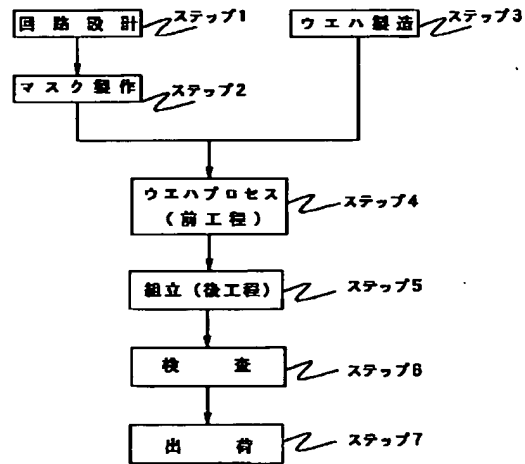 回路設計
ステップ1
ウエハ製造
ステップ3
マスク製作
ステップ2
ウエハプロセス
(前工程)
ステップ4
組立(後工程)
ステップ5
検査
ステップ6
出荷
ステップ7